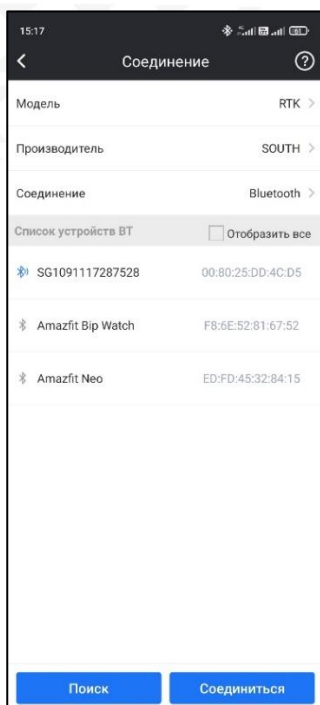 15:17
61
Соединение
Модель RTK
Производитель SOUTH
Соединение Bluetooth
Список устройств BT Отобразить все
SG1091117287528 00:80:25:DD:4C:D5
Amazfit Bip Watch F8:6E:52:81:67:52
Amazfit Neo ED:FD:45:32:84:15
Поиск Соединиться